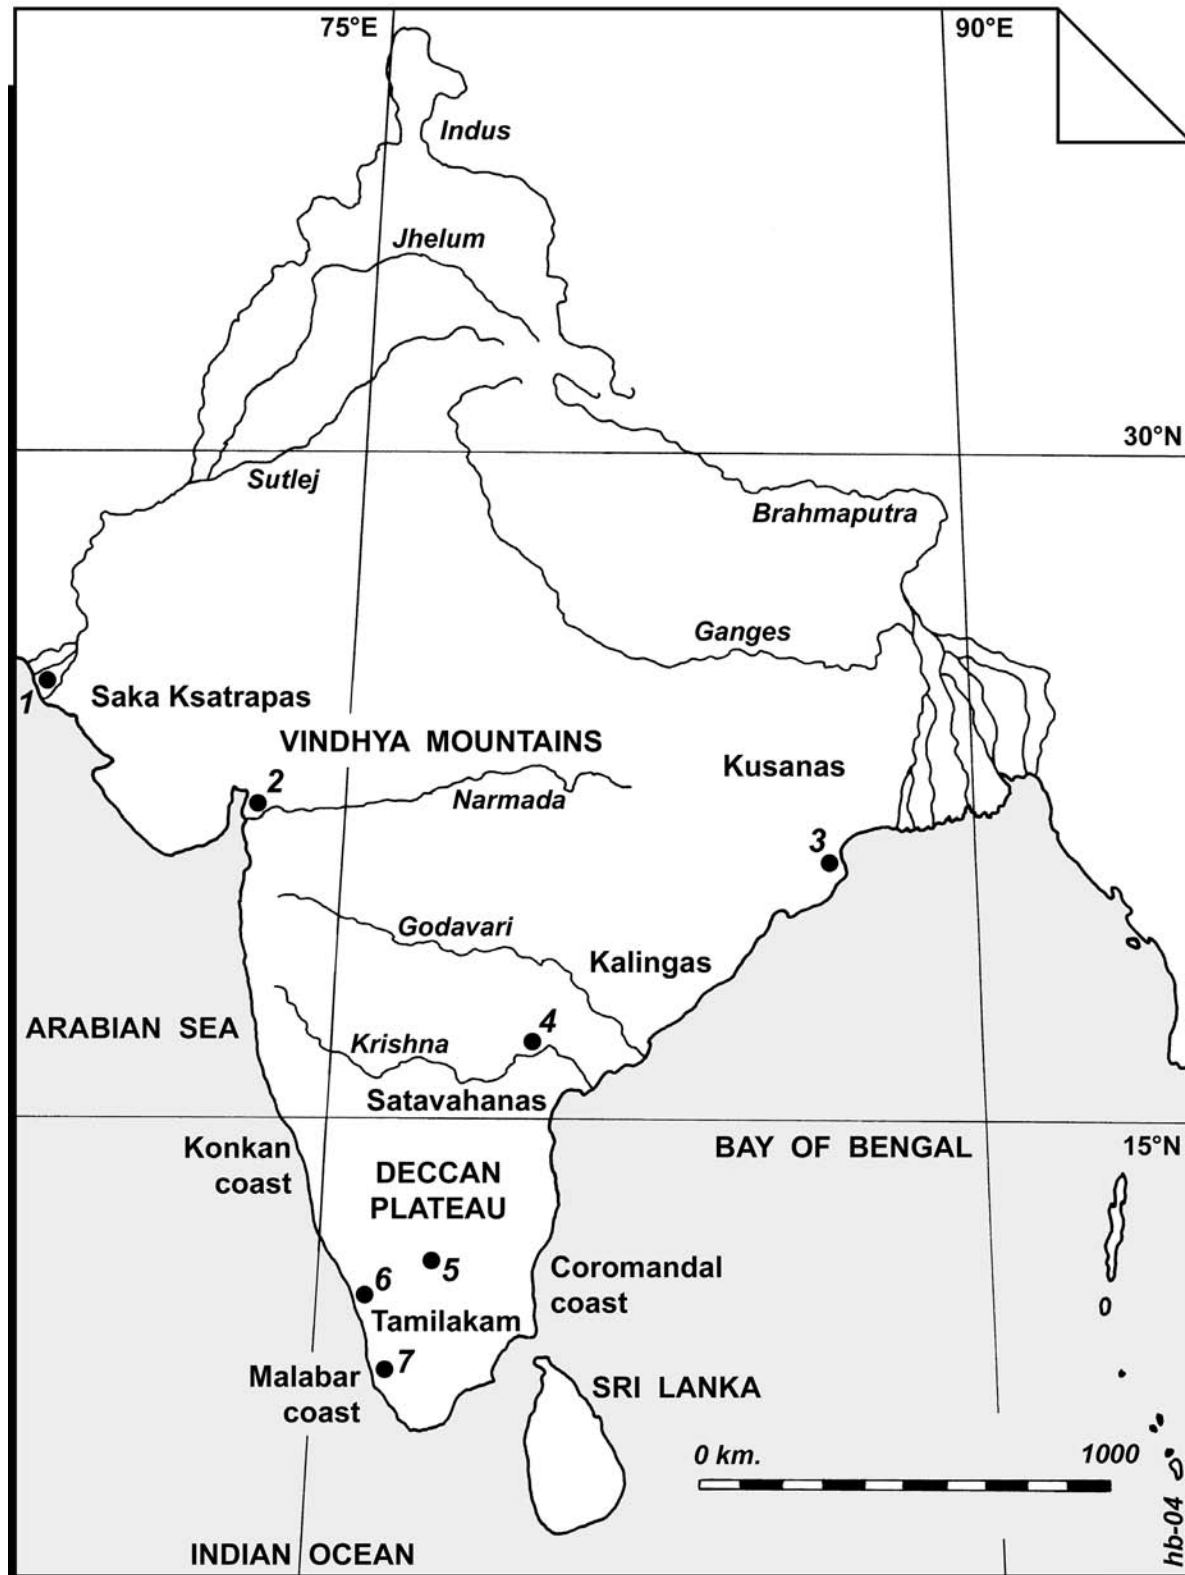 75°E
90°E
Indus
Jhelum
30°N
Sutlej
Brahmaputra
Ganges
1
Saka Ksatrapas
VINDHYA MOUNTAINS
Kusanas
2
Narmada
3
Godavari
Kalingas
ARABIAN SEA
4
Krishna
Satavahanas
Konkan
coast
BAY OF BENGAL
15°N
DECCAN
PLATEAU
5
6
Coromandal
coast
Tamilakam
7
Malabar
coast
SRI LANKA
0 km.
1000
hb-04
INDIAN OCEAN